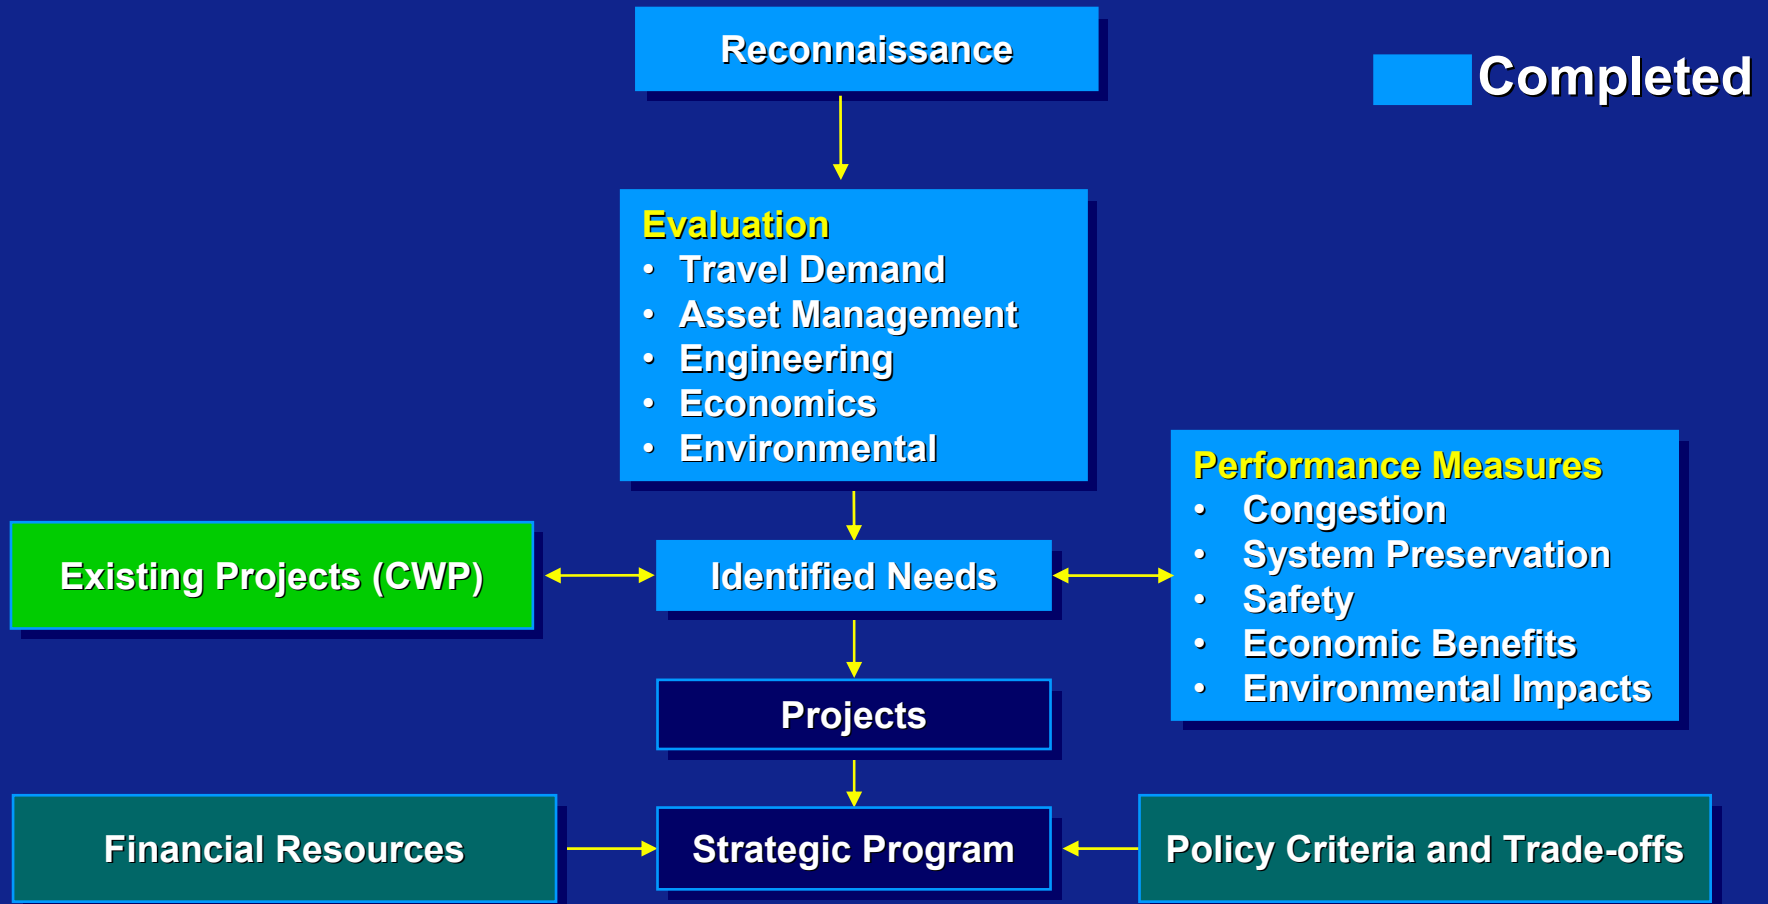 Reconnaissance
Completed
Evaluation
• Travel Demand
• Asset Management
• Engineering
• Economics
• Environmental
Performance Measures
• Congestion
• System Preservation
• Safety
• Economic Benefits
• Environmental Impacts
Existing Projects (CWP)
Identified Needs
Projects
Financial Resources
Strategic Program
Policy Criteria and Trade-offs